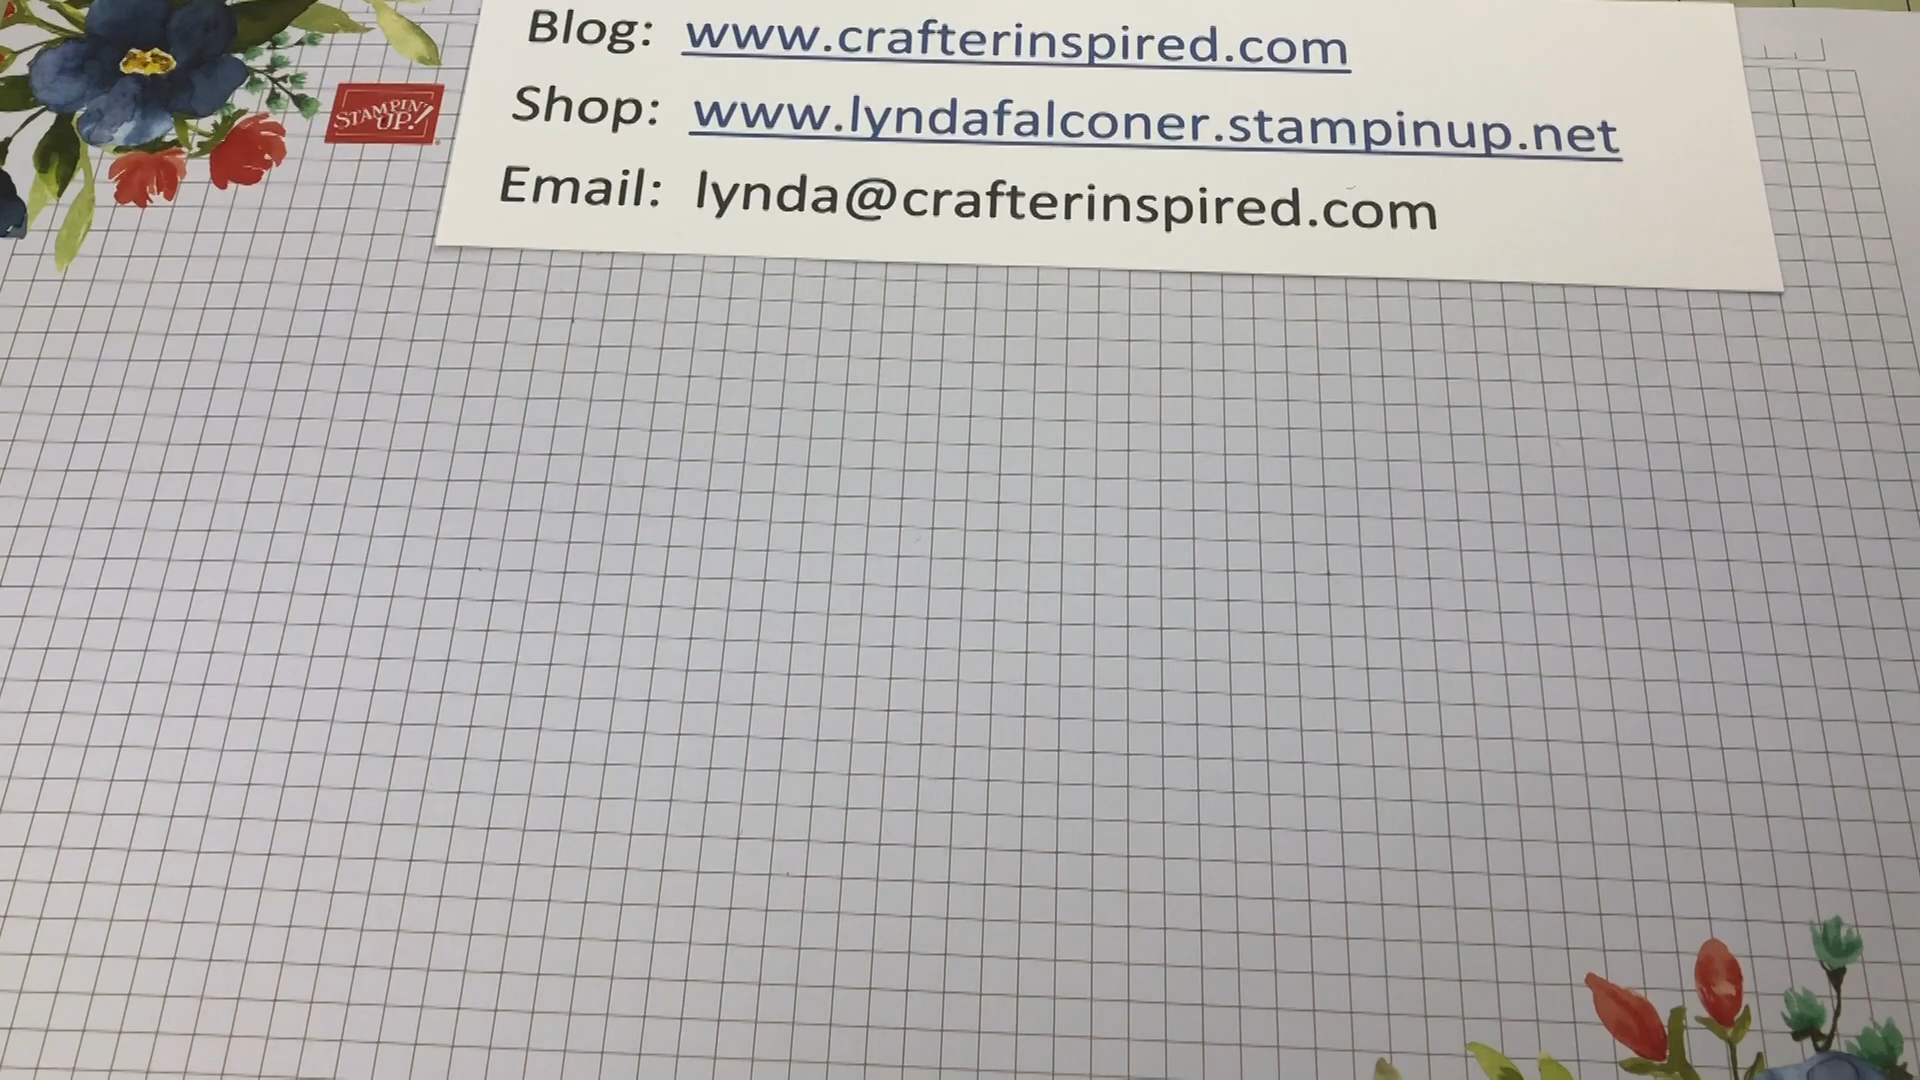 Blog: www.crafterinspired.com
STAMPIN'
UP!
Shop: www.lyndafalconer.stampinup.net
Email: lynda@crafterinspired.com